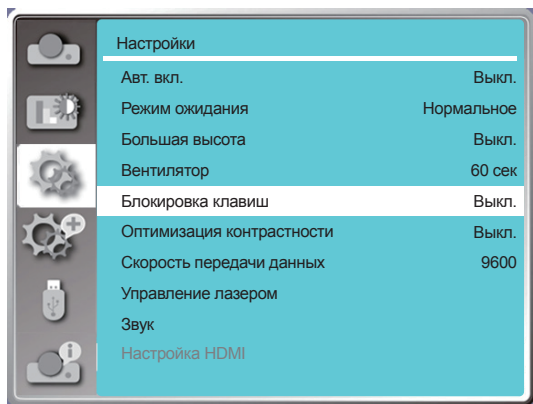 Настройки
Авт. вкл. Выкл.
Режим ожидания Нормальное
Большая высота Выкл.
Вентилятор 60 сек
Блокировка клавиш Выкл.
Оптимизация контрастности Выкл.
Скорость передачи данных 9600
Управление лазером
Звук
Настройка HDMI